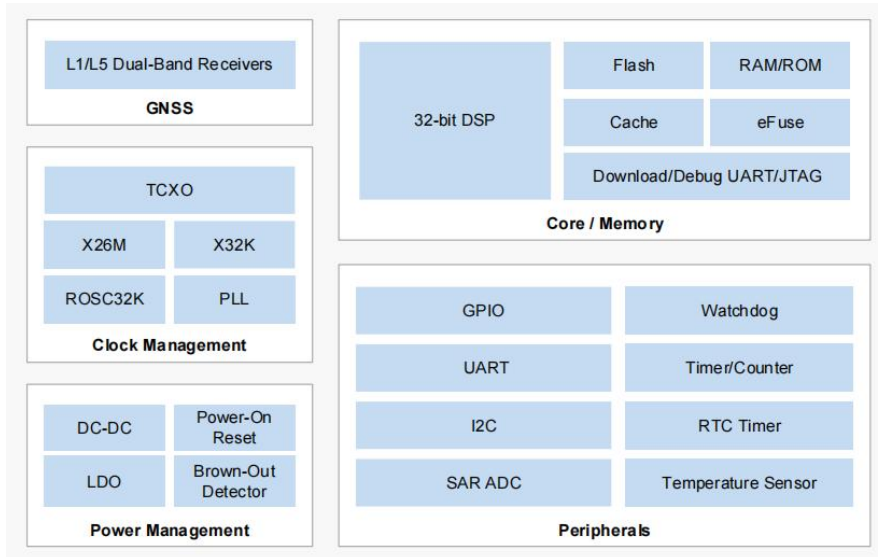 L1/L5 Dual-Band Receivers
GNSS
TCXO
X26M
X32K
ROSC32K
PLL
Clock Management
DC-DC
Power-On
Reset
LDO
Brown-Out
Detector
Power Management
32-bit DSP
Flash
RAM/ROM
Cache
eFuse
Download/Debug UART/JTAG
Core / Memory
GPIO
Watchdog
UART
Timer/Counter
I2C
RTC Timer
SAR ADC
Temperature Sensor
Peripherals